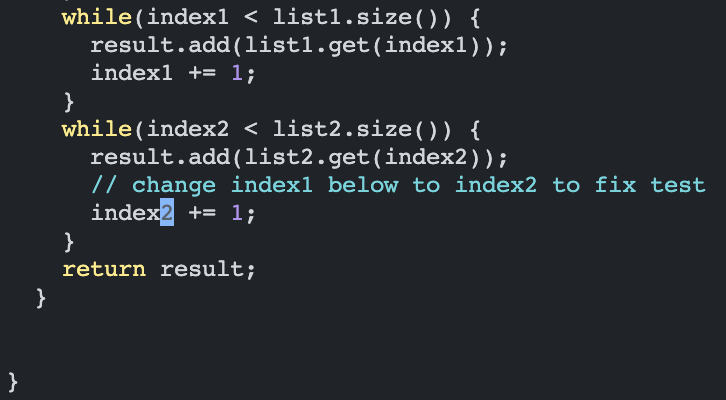 while(index1 < list1.size()) {
result.add(list1.get(index1));
index1 += 1;
}
while(index2 < list2.size()) {
result.add(list2.get(index2));
// change index1 below to index2 to fix test
index2 += 1;
}
return result;
}
}